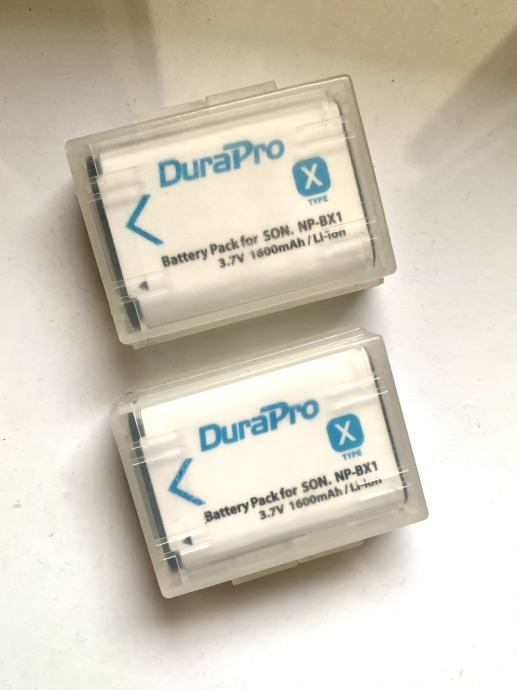 DuraPro
X
TYPE
Battery Pack for SON. NP-BX1
3.7V 1600mAh / Li-ion
DuraPro
X
TYPE
Battery Pack for SON. NP-BX1
3.7V 1600mAh / Li-ion